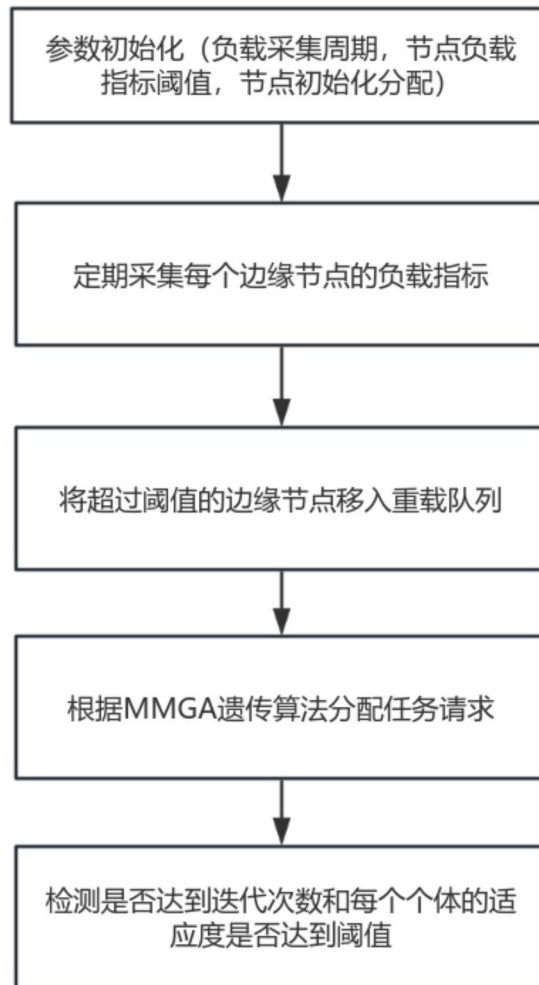 参数初始化（负载采集周期，节点负载
指标阈值，节点初始化分配）
定期采集每个边缘节点的负载指标
将超过阈值的边缘节点移入重载队列
根据MMGA遗传算法分配任务请求
检测是否达到迭代次数和每个个体的适
应度是否达到阈值